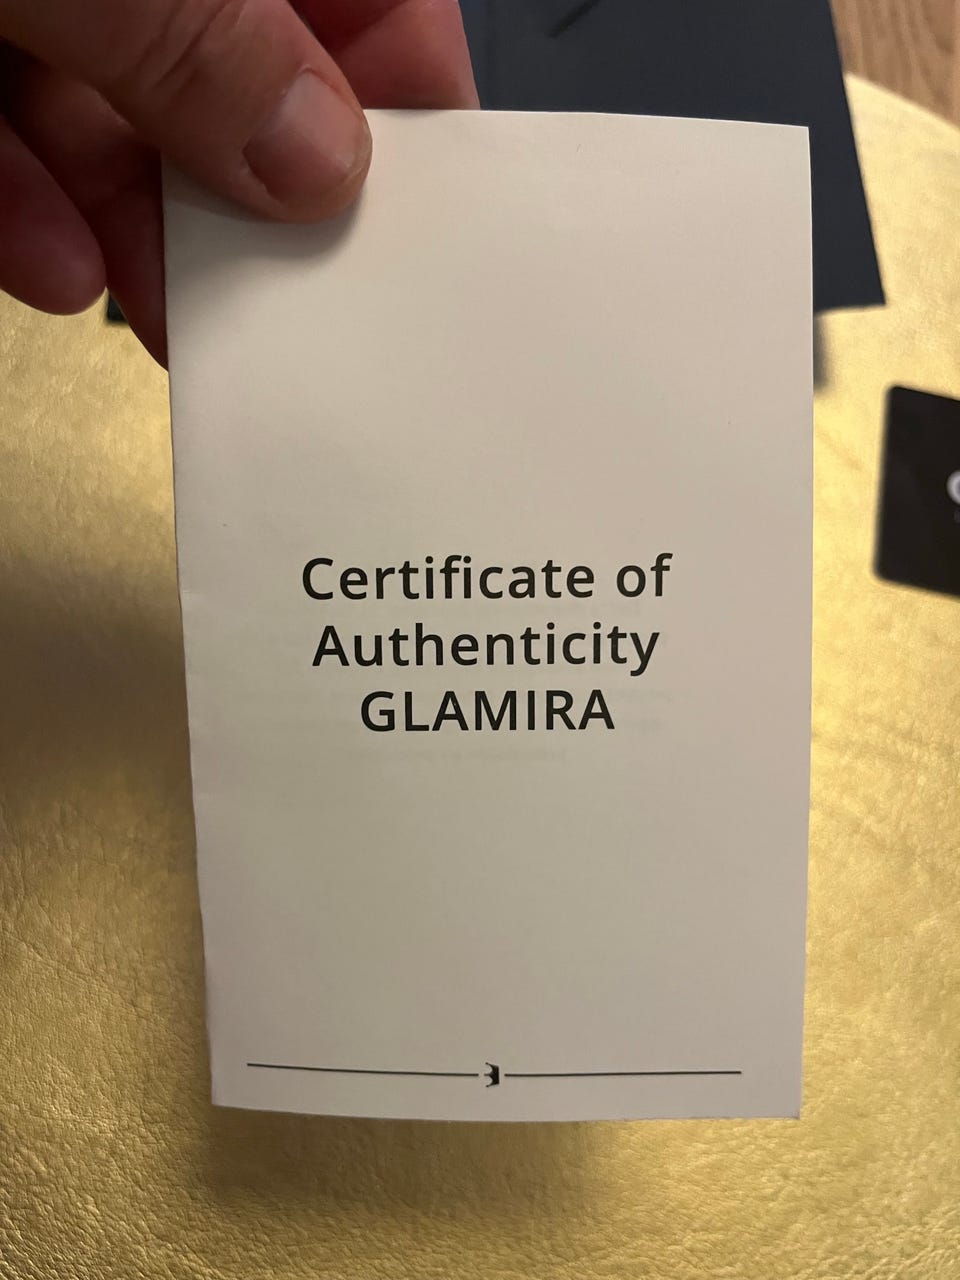 Certificate of
Authenticity
GLAMIRA